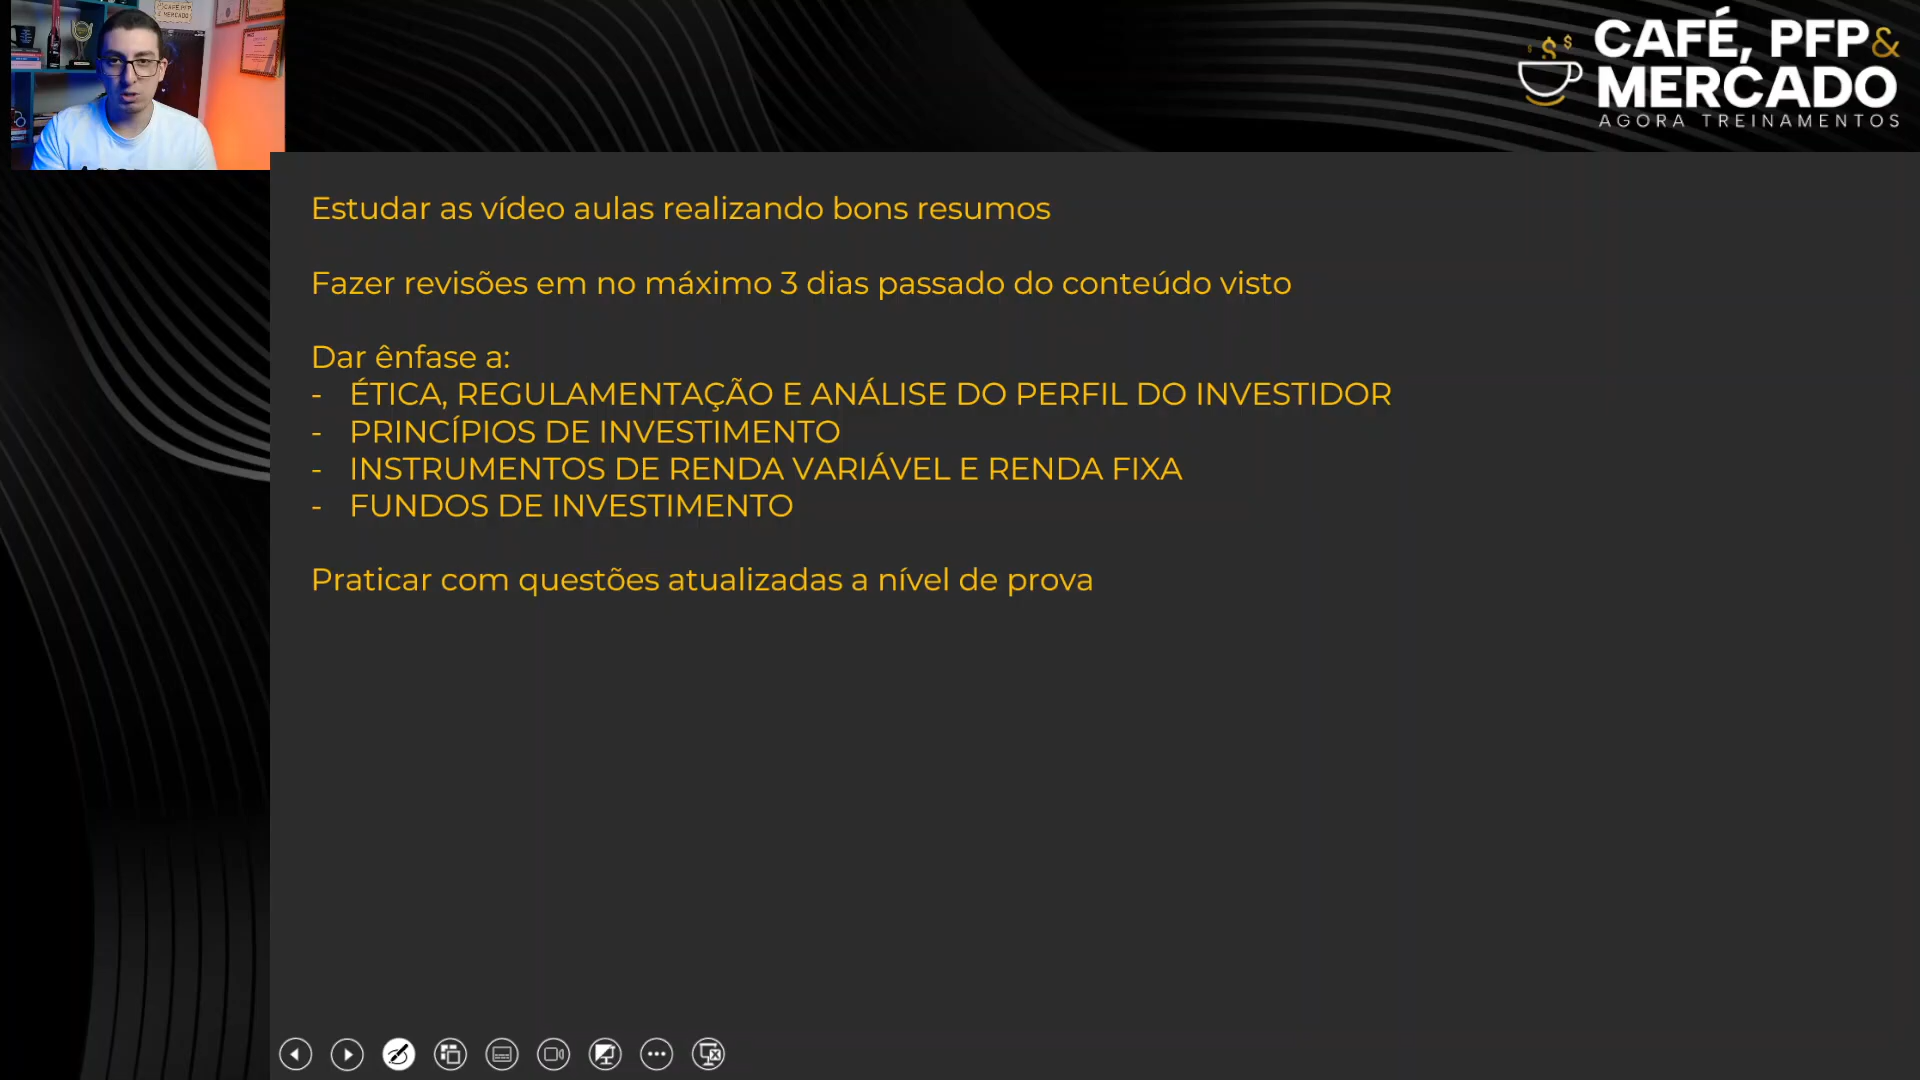 CAFÉ, PFP &
MERCADO
AGORA TREINAMENTOS
Estudar as vídeo aulas realizando bons resumos
Fazer revisões em no máximo 3 dias passado do conteúdo visto
Dar ênfase a:
- ÉTICA, REGULAMENTAÇÃO E ANÁLISE DO PERFIL DO INVESTIDOR
- PRINCÍPIOS DE INVESTIMENTO
- INSTRUMENTOS DE RENDA VARIÁVEL E RENDA FIXA
- FUNDOS DE INVESTIMENTO
Praticar com questões atualizadas a nível de prova